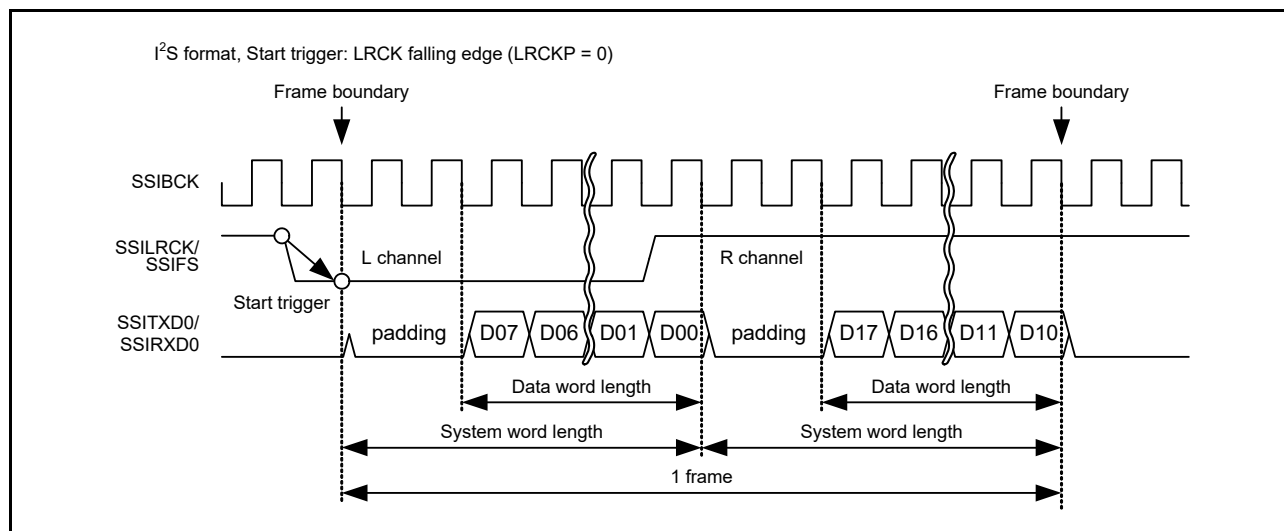 I²S format, Start trigger: LRCK falling edge (LRCKP = 0)
Frame boundary Frame boundary
SSIBCK
SSILRCK/
SSIFS
L channel R channel
Start trigger
SSITXD0/
SSIRXD0
padding D07 D06 D01 D00 padding D17 D16 D11 D10
Data word length Data word length
System word length System word length
1 frame